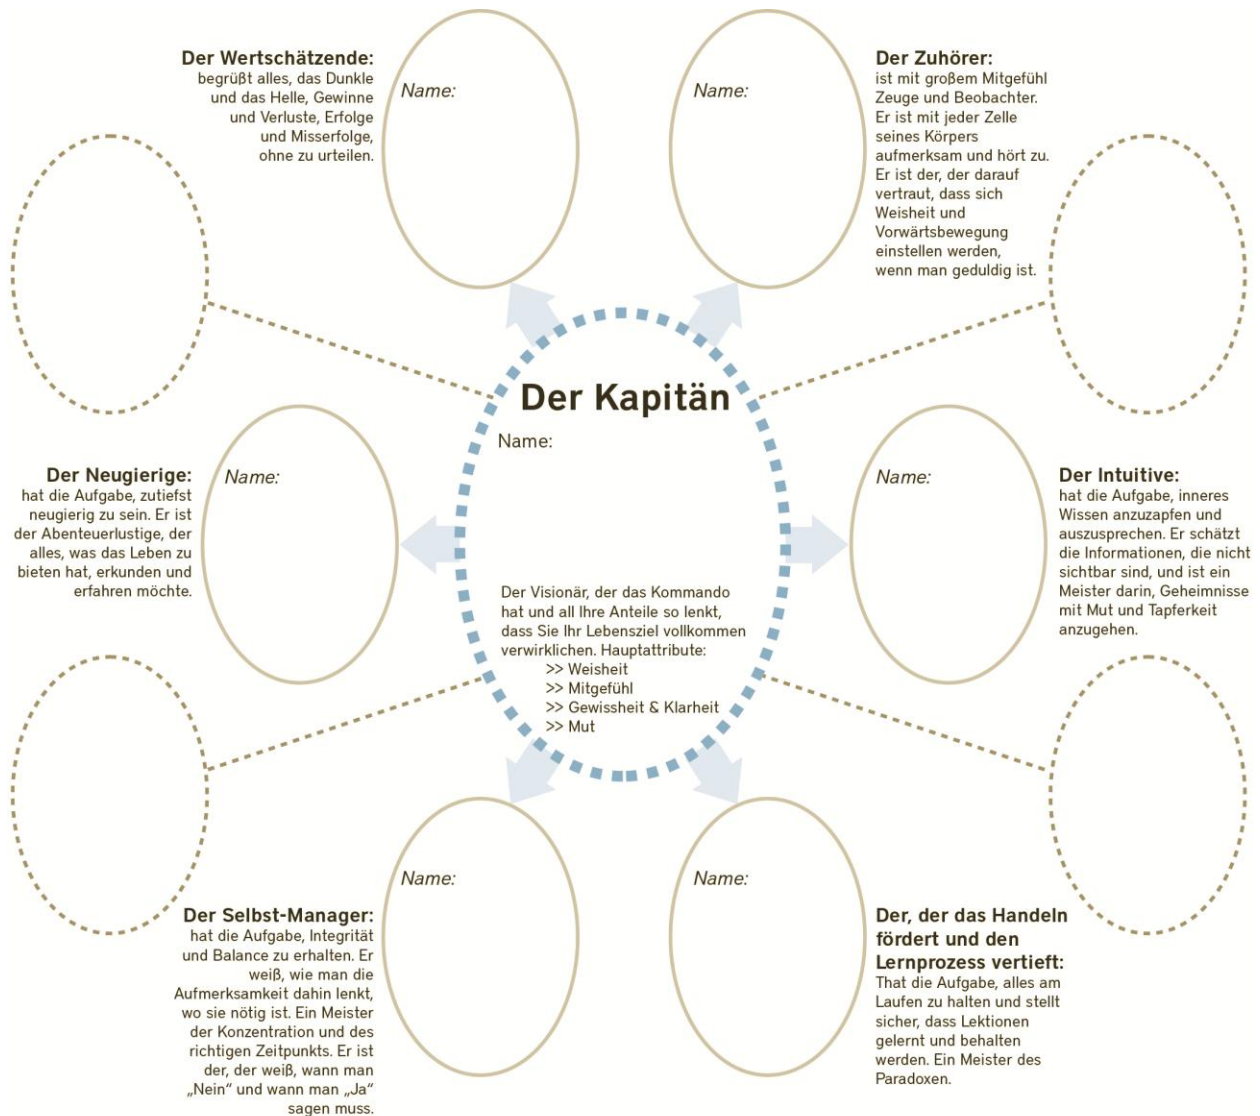 Der Wertschätzende:
begrüßt alles, das Dunkle
und das Helle, Gewinne
und Verluste, Erfolge
und Misserfolge,
ohne zu urteilen.
Name:
Name:
Der Zuhörer:
ist mit großem Mitgefühl
Zeuge und Beobachter.
Er ist mit jeder Zelle
seines Körpers
aufmerksam und hört zu.
Er ist der, der darauf
vertraut, dass sich
Weisheit und
Vorwärtsbewegung
einstellen werden,
wenn man geduldig ist.
Der Kapitän
Name:
Der Visionär, der das Kommando
hat und all Ihre Anteile so lenkt,
dass Sie Ihr Lebensziel vollkommen
verwirklichen. Hauptattribute:
>> Weisheit
>> Mitgefühl
>> Gewissheit & Klarheit
>> Mut
Der Neugierige:
hat die Aufgabe, zutiefst
neugierig zu sein. Er ist
der Abenteuerlustige, der
alles, was das Leben zu
bieten hat, erkunden und
erfahren möchte.
Name:
Name:
Der Intuitive:
hat die Aufgabe, inneres
Wissen anzuzapfen und
auszusprechen. Er schätzt
die Informationen, die nicht
sichtbar sind, und ist ein
Meister darin, Geheimnisse
mit Mut und Tapferkeit
anzugehen.
Der Selbst-Manager:
hat die Aufgabe, Integrität
und Balance zu erhalten. Er
weiß, wie man die
Aufmerksamkeit dahin lenkt,
wo sie nötig ist. Ein Meister
der Konzentration und des
richtigen Zeitpunkts. Er ist
der, der weiß, wann man
„Nein“ und wann man „Ja“
sagen muss.
Name:
Name:
Der, der das Handeln
fördert und den
Lernprozess vertieft:
That die Aufgabe, alles am
Laufen zu halten und stellt
sicher, dass Lektionen
gelernt und behalten
werden. Ein Meister des
Paradoxen.